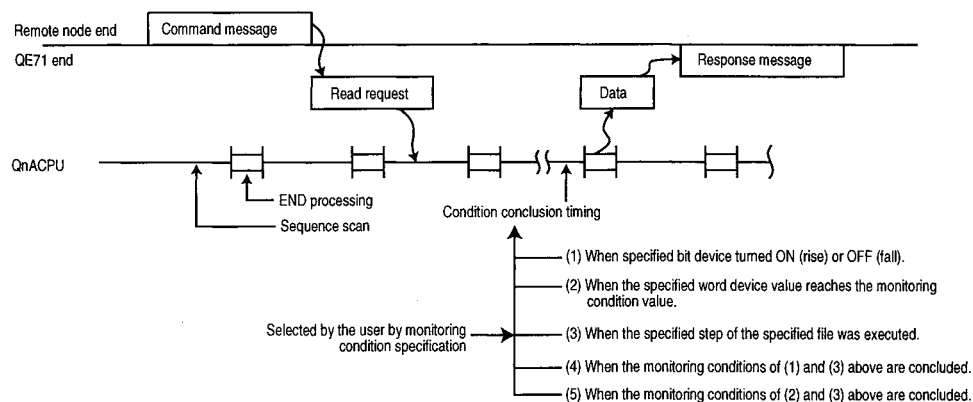 Remote node end
Command message
QE71 end
Response message
Read request
Data
QnACPU
END processing
Sequence scan
Condition conclusion timing
(1) When specified bit device turned ON (rise) or OFF (fall).
(2) When the specified word device value reaches the monitoring
condition value.
Selected by the user by monitoring
condition specification
(3) When the specified step of the specified file was executed.
(4) When the monitoring conditions of (1) and (3) above are concluded.
(5) When the monitoring conditions of (2) and (3) above are concluded.